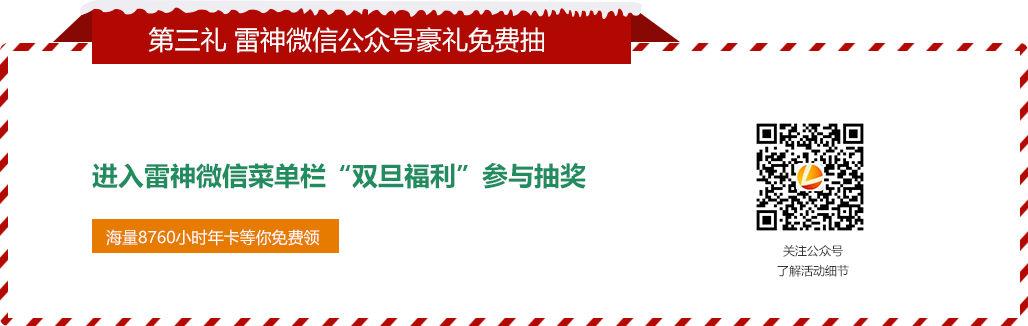 第三礼 雷神微信公众号豪礼免费抽
进入雷神微信菜单栏“双旦福利”参与抽奖
海量8760小时年卡等你免费领
关注公众号
了解活动细节